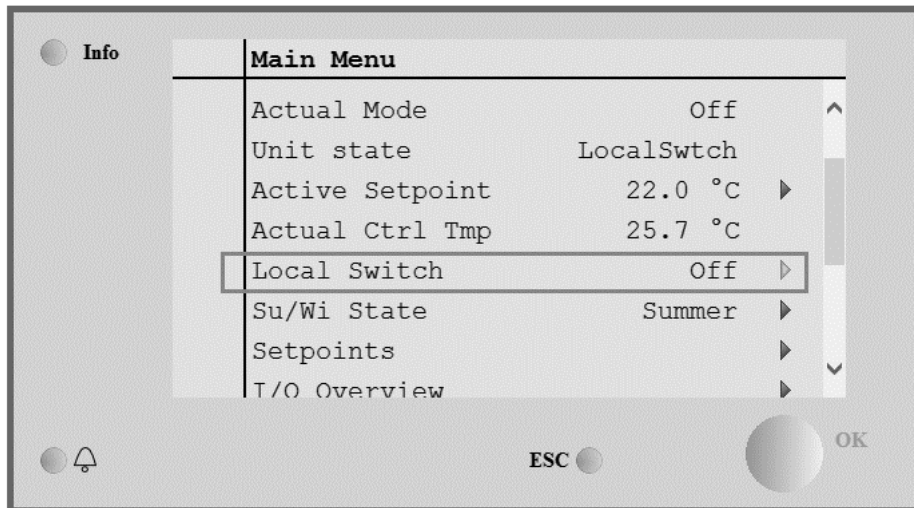 Info
Main Menu
Actual Mode Off
Unit state LocalSwtch
Active Setpoint 22.0 °C
Actual Ctrl Tmp 25.7 °C
Local Switch Off
Su/Wi State Summer
Setpoints
I/O Overview
ESC
OK